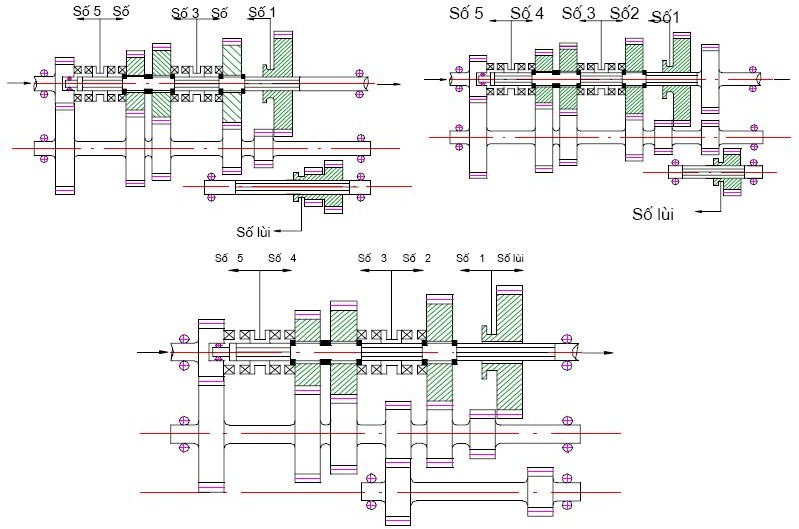 Số 5 Số Số 3 Số Số 1
Số lùi
Số 5 Số 4 Số 3 Số2 Số1
Số lùi
Số 5 Số 4 Số 3 Số 2 Số 1 Số lùi